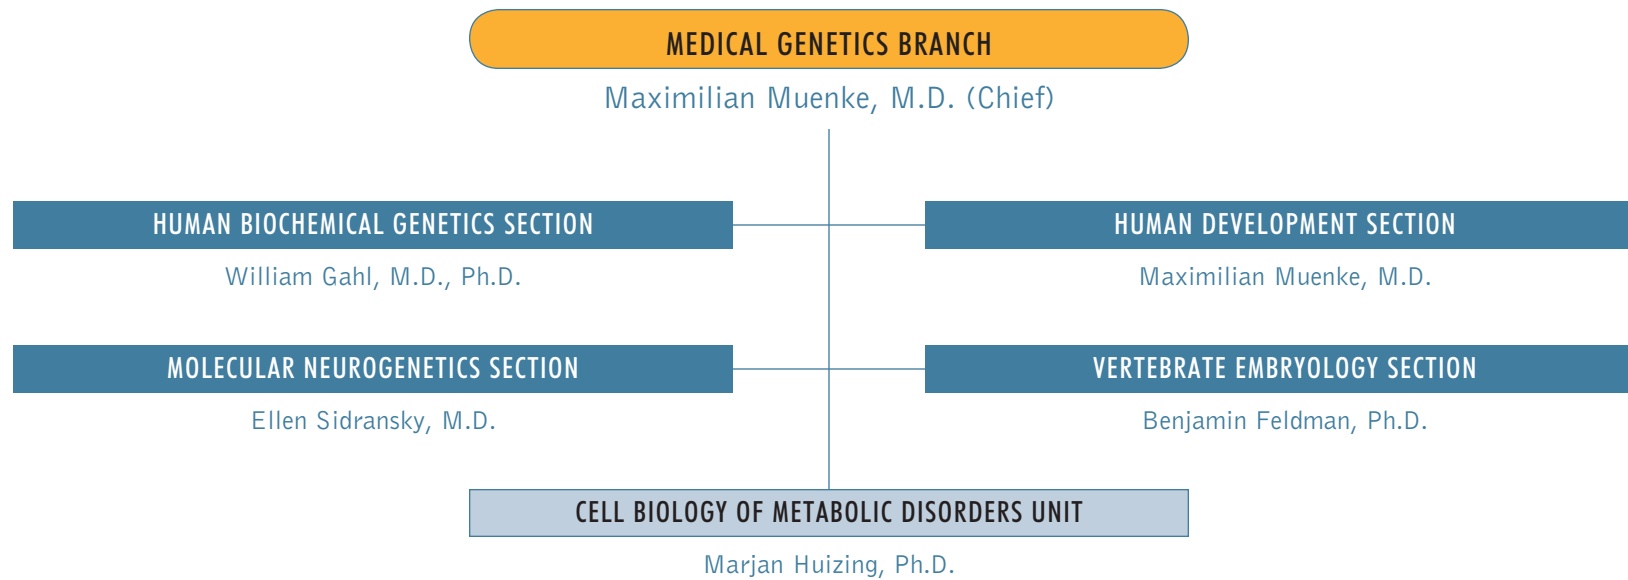 MEDICAL GENETICS BRANCH
Maximilian Muenke, M.D. (Chief)
HUMAN BIOCHEMICAL GENETICS SECTION
William Gahl, M.D., Ph.D.
HUMAN DEVELOPMENT SECTION
Maximilian Muenke, M.D.
MOLECULAR NEUROGENETICS SECTION
Ellen Sidransky, M.D.
VERTEBRATE EMBRYOLOGY SECTION
Benjamin Feldman, Ph.D.
CELL BIOLOGY OF METABOLIC DISORDERS UNIT
Marjan Huizing, Ph.D.